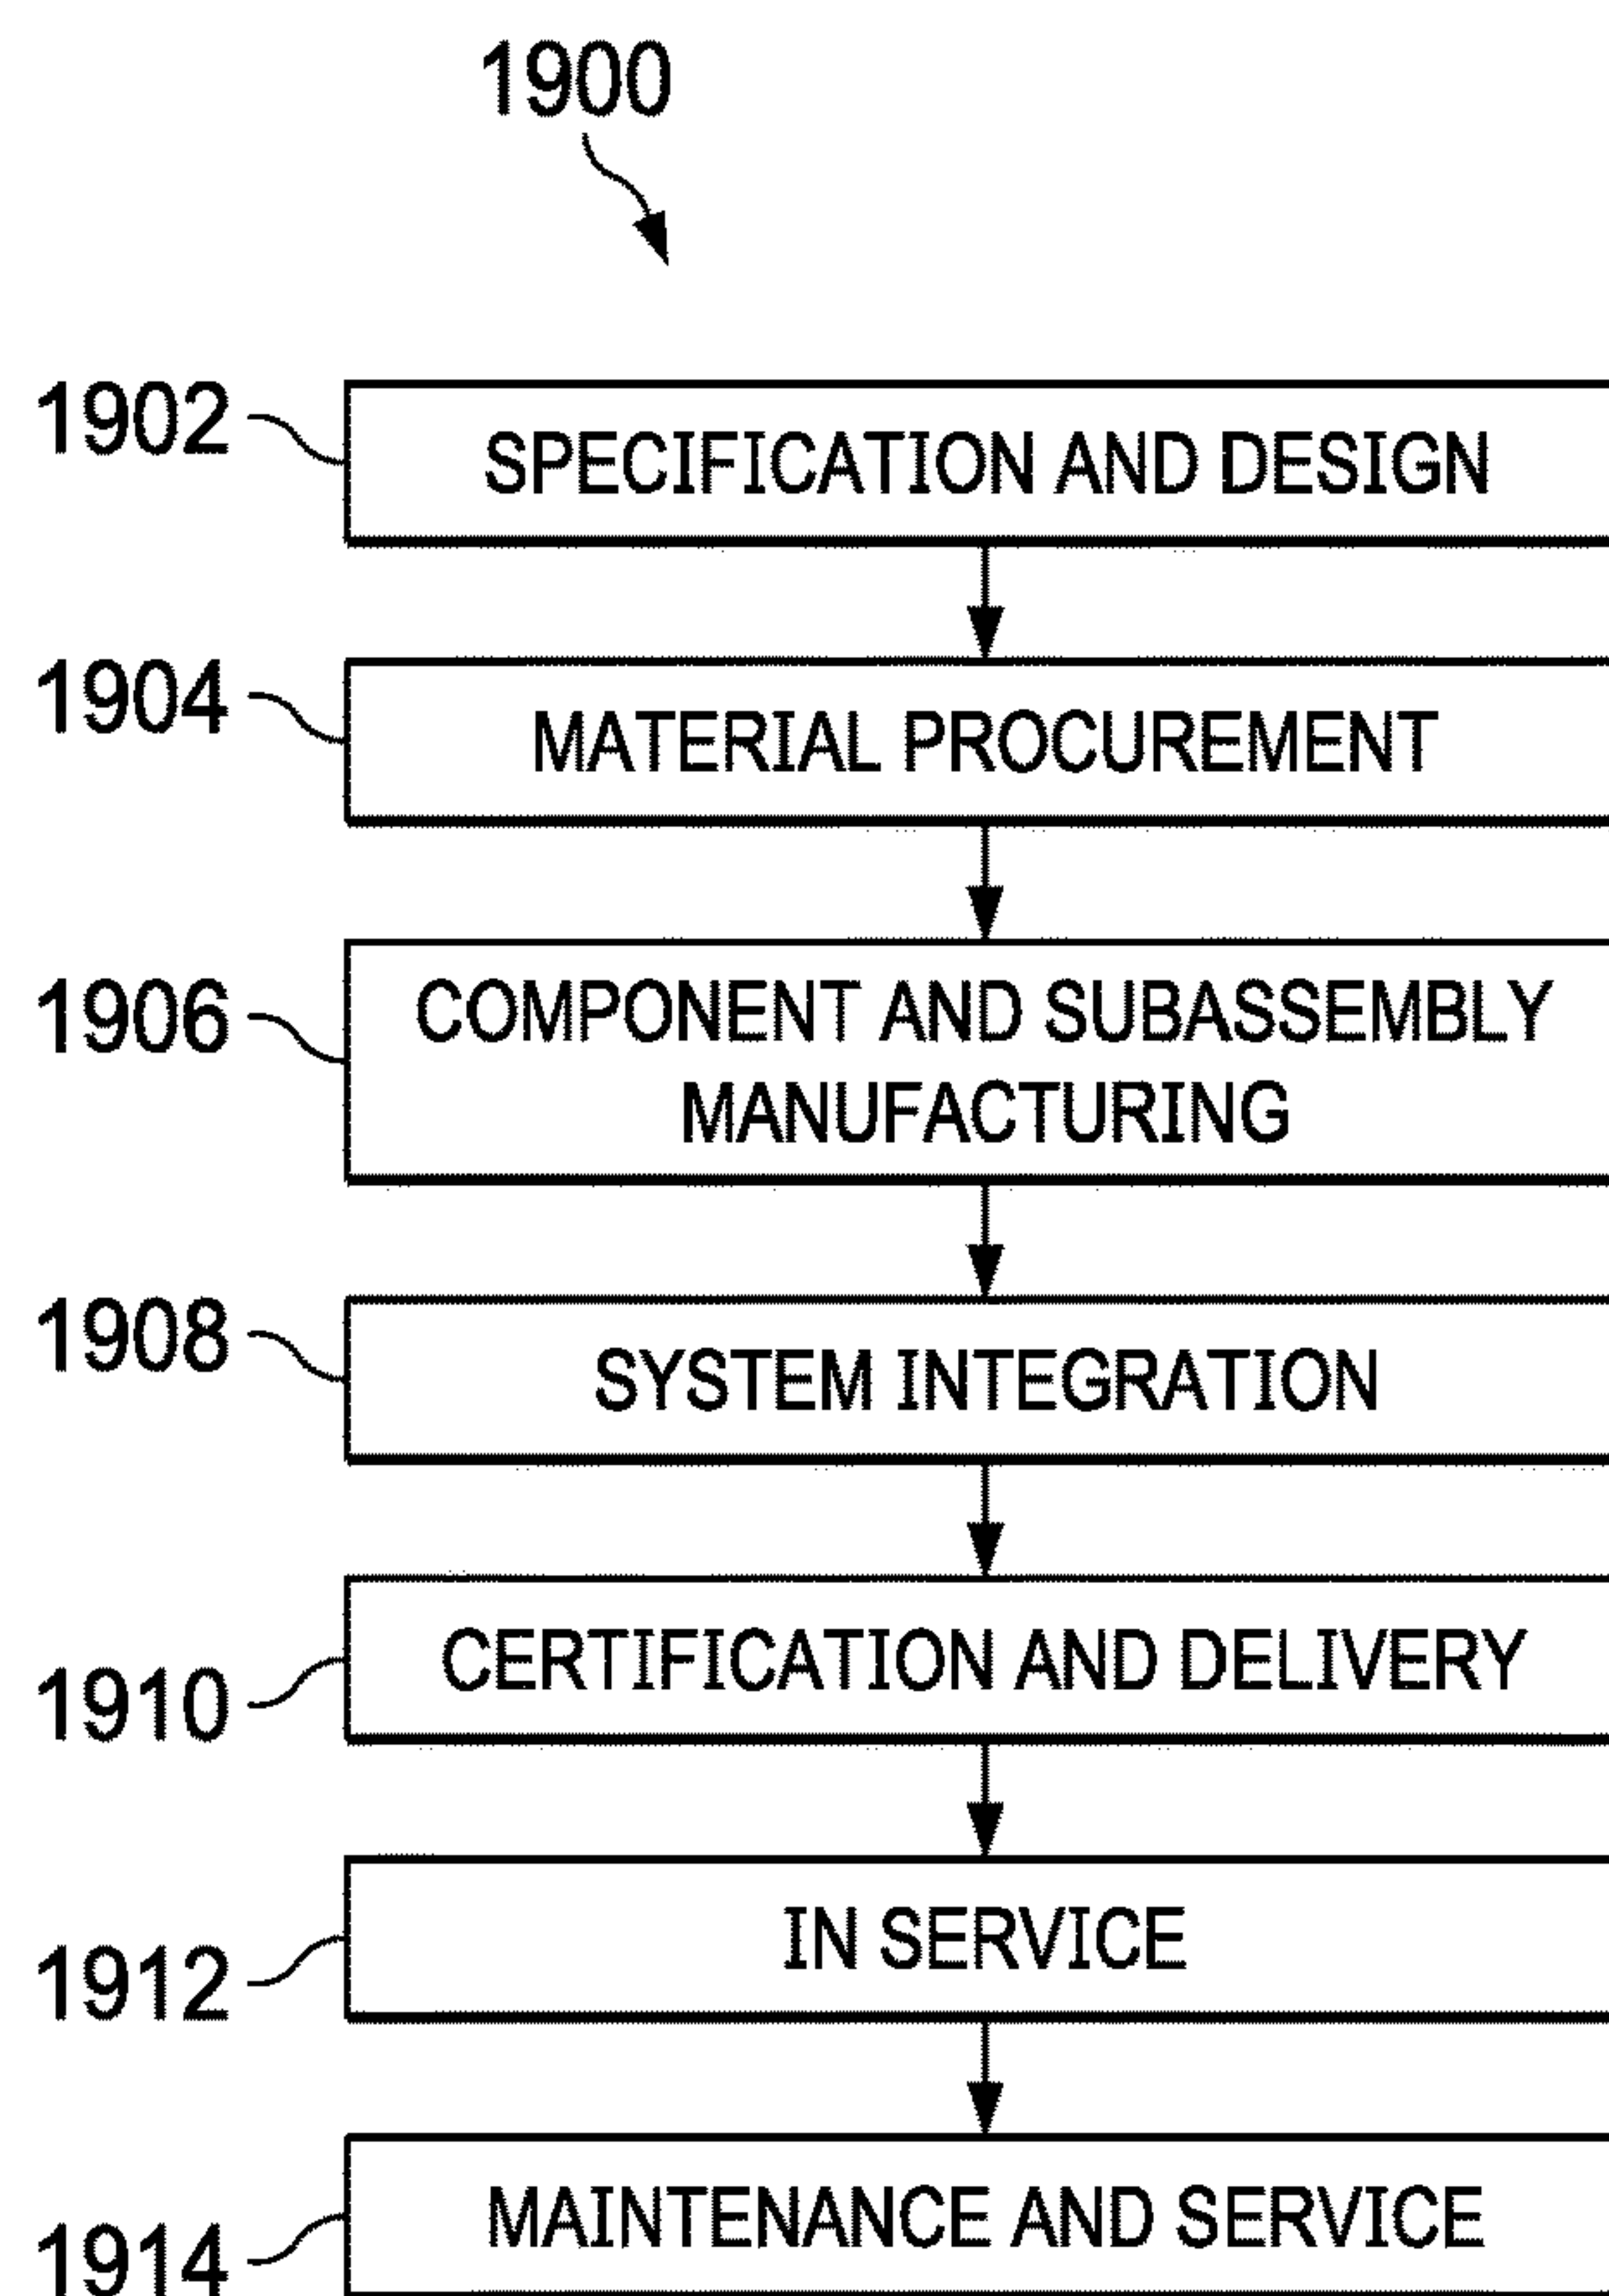 1900
1902 SPECIFICATION AND DESIGN
1904 MATERIAL PROCUREMENT
1906 COMPONENT AND SUBASSEMBLY
MANUFACTURING
1908 SYSTEM INTEGRATION
1910 CERTIFICATION AND DELIVERY
1912 IN SERVICE
1914 MAINTENANCE AND SERVICE